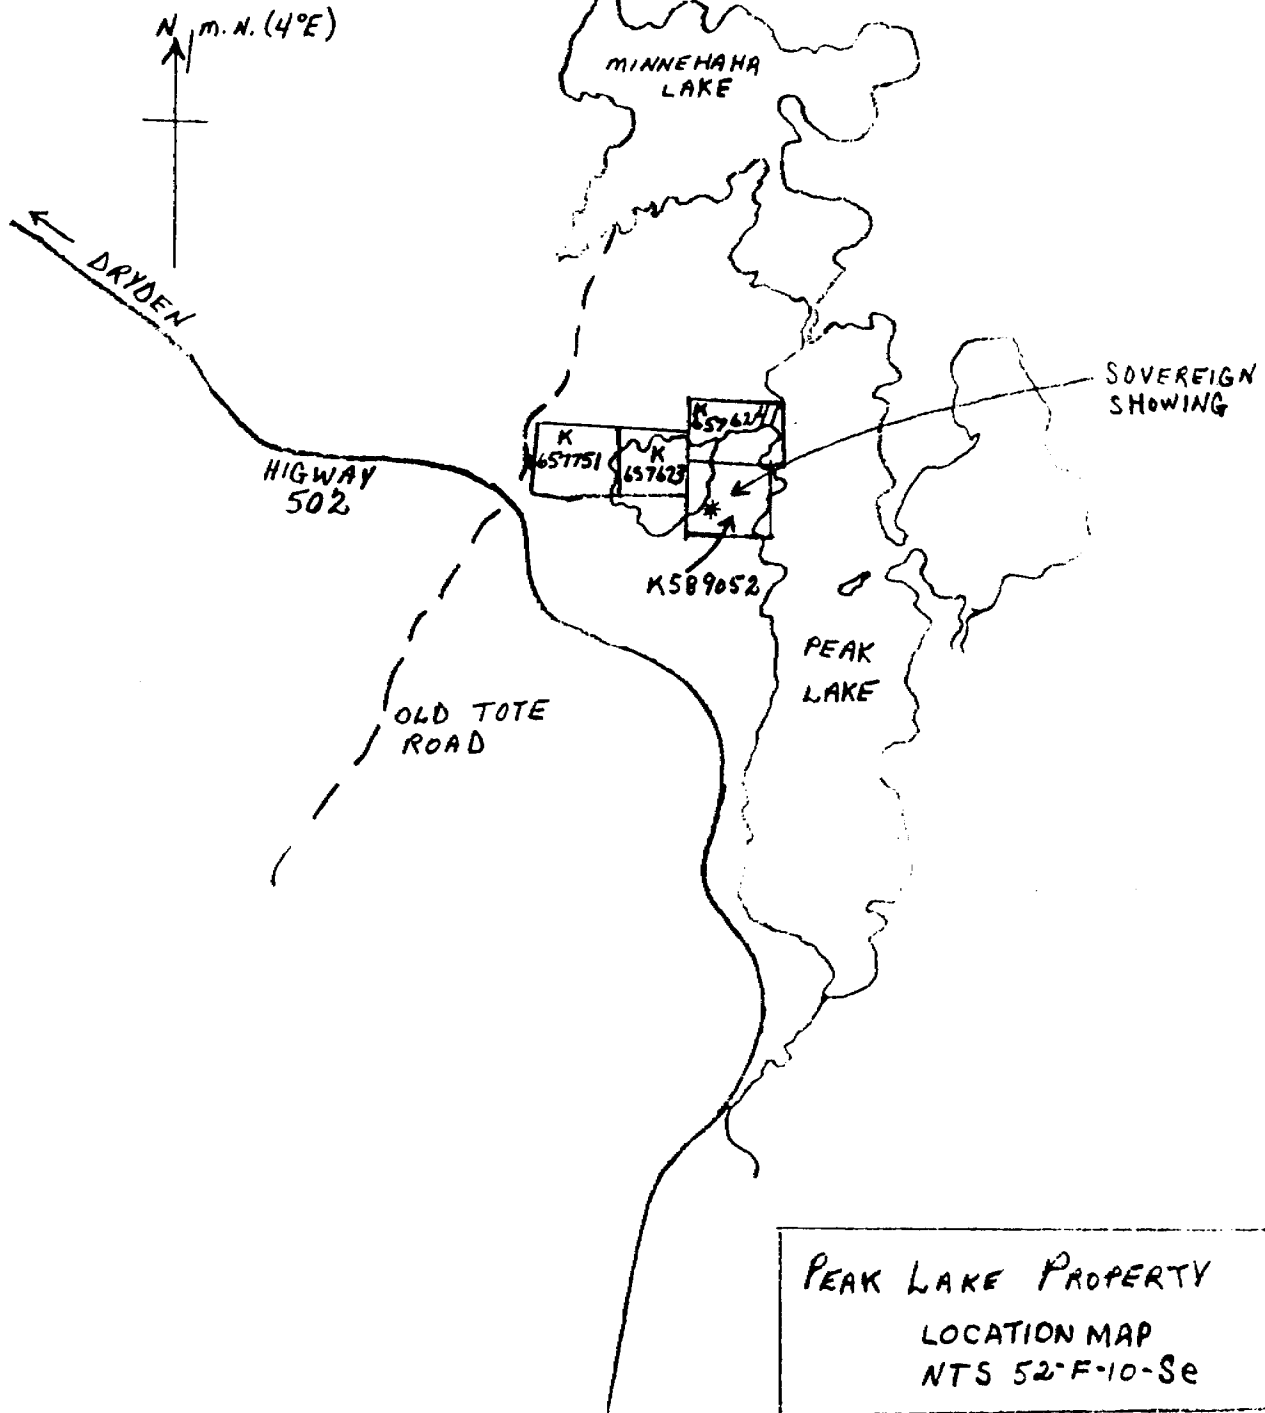 N m.N. (4°E)
MINNEHAHA
LAKE
DRYDEN
SOVEREIGN
SHOWING
K
657624
K
657751
K
657623
HIGWAY
502
K589052
PEAK
LAKE
OLD TOTE
ROAD
PEAK LAKE PROPERTY
LOCATION MAP
NTS 52-F-10-Se